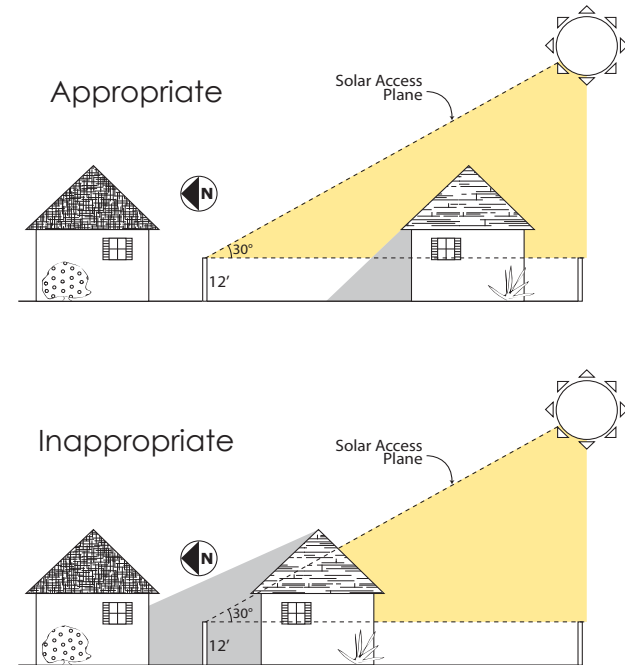 Appropriate
Solar Access
Plane
N
30°
12’
Inappropriate
Solar Access
Plane
N
30°
12’